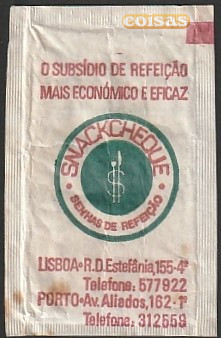 coisas
O SUBSÍDIO DE REFEIÇÃO
MAIS ECONÓMICO E EFICAZ
SNACKCHEQUE
SENHAS DE REFEIÇÃO
LISBOA•R.D.Estefânia,155-4º
Telefone: 577922
PORTO•Av. Aliados,162-1º
Telefone: 312659